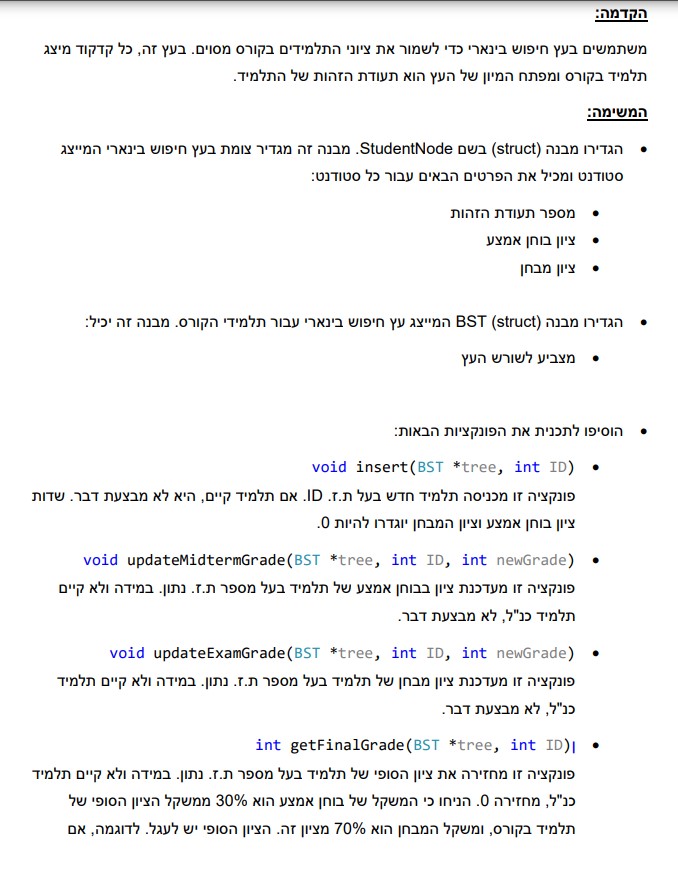 הקדמה:
משתמשים בעץ חיפוש בינארי כדי לשמור את ציוני התלמידים בקורס מסוים. בעץ זה, כל קדקוד מיצג
תלמיד בקורס ומפתח המיון של העץ הוא תעודת הזהות של התלמיד.
המשימה:
• הגדירו מבנה (struct) בשם StudentNode. מבנה זה מגדיר צומת בעץ חיפוש בינארי המייצג
סטודנט ומכיל את הפרטים הבאים עבור כל סטודנט:
• מספר תעודת הזהות
• ציון בוחן אמצע
• ציון מבחן
• הגדירו מבנה (struct) BST המייצג עץ חיפוש בינארי עבור תלמידי הקורס. מבנה זה יכיל:
• מצביע לשורש העץ
• הוסיפו לתכנית את הפונקציות הבאות:
• void insert(BST *tree, int ID)
פונקציה זו מכניסה תלמיד חדש בעל ת.ז. ID. אם תלמיד קיים, היא לא מבצעת דבר. שדות
ציון בוחן אמצע וציון המבחן יוגדרו להיות 0.
• void updateMidtermGrade(BST *tree, int ID, int newGrade)
פונקציה זו מעדכנת ציון בבוחן אמצע של תלמיד בעל מספר ת.ז. נתון. במידה ולא קיים
תלמיד כנ"ל, לא מבצעת דבר.
• void updateExamGrade(BST *tree, int ID, int newGrade)
פונקציה זו מעדכנת ציון מבחן של תלמיד בעל מספר ת.ז. נתון. במידה ולא קיים תלמיד
כנ"ל, לא מבצעת דבר.
• int getFinalGrade(BST *tree, int ID)
פונקציה זו מחזירה את ציון הסופי של תלמיד בעל מספר ת.ז. נתון. במידה ולא קיים תלמיד
כנ"ל, מחזירה 0. הניחו כי המשקל של בוחן אמצע הוא 30% ממשקל הציון הסופי של
תלמיד בקורס, ומשקל המבחן הוא 70% מציון זה. הציון הסופי יש לעגל. לדוגמה, אם